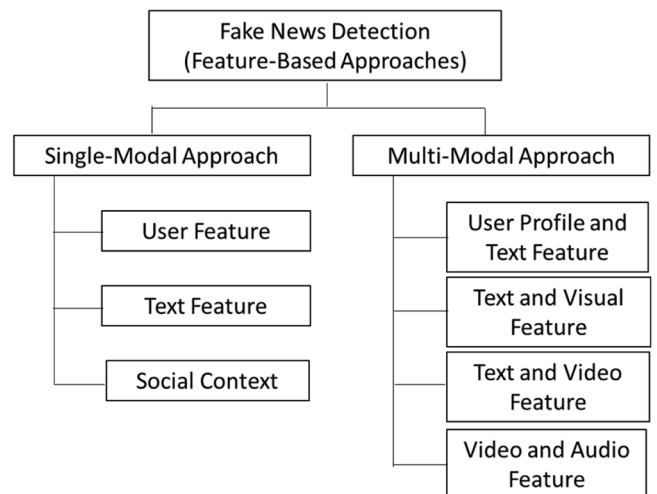 Fake News Detection
(Feature-Based Approaches)
Single-Modal Approach
User Feature
Text Feature
Social Context
Multi-Modal Approach
User Profile and
Text Feature
Text and Visual
Feature
Text and Video
Feature
Video and Audio
Feature